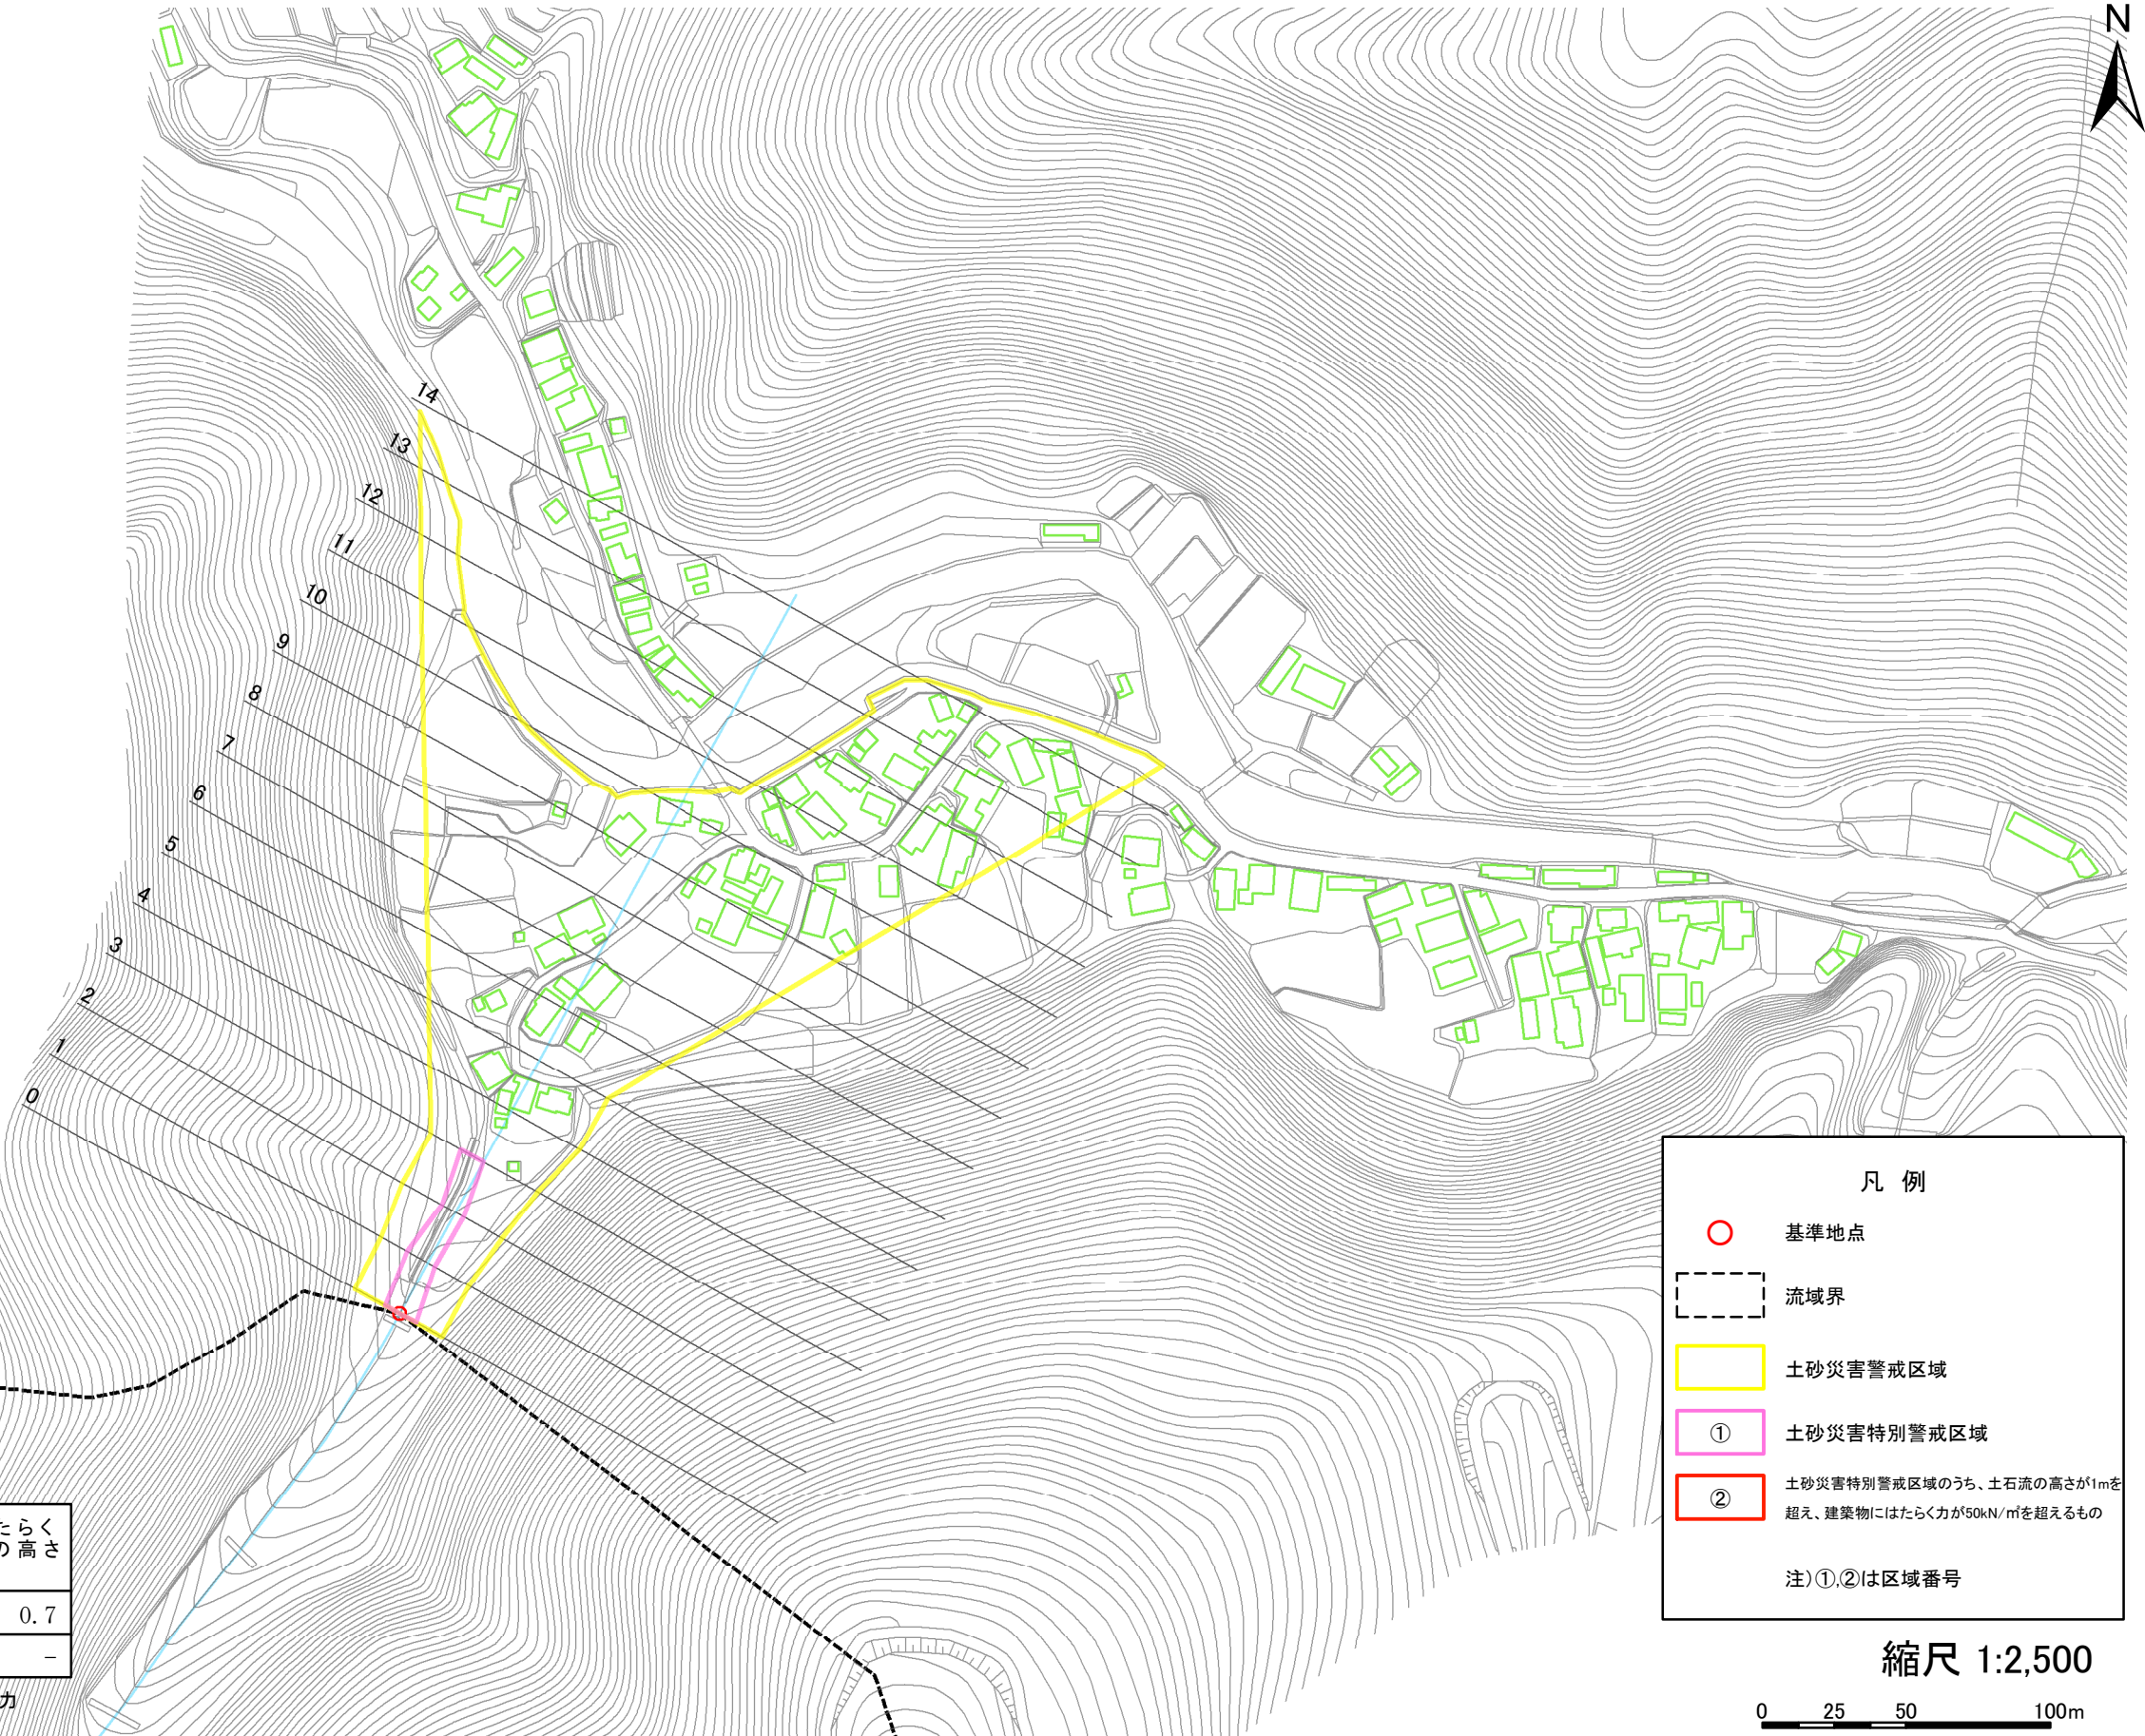 N
14
13
12
11
10
9
8
7
6
5
4
3
2
1
0
凡 例
基準地点
流域界
土砂災害警戒区域
① 土砂災害特別警戒区域
② 土砂災害特別警戒区域のうち、土石流の高さが1mを
超え、建築物にはたらく力が50kN/㎡を超えるもの
注)①,②は区域番号
たらく
の高さ
0.7
−
力
縮尺 1:2,500
0 25 50 100m